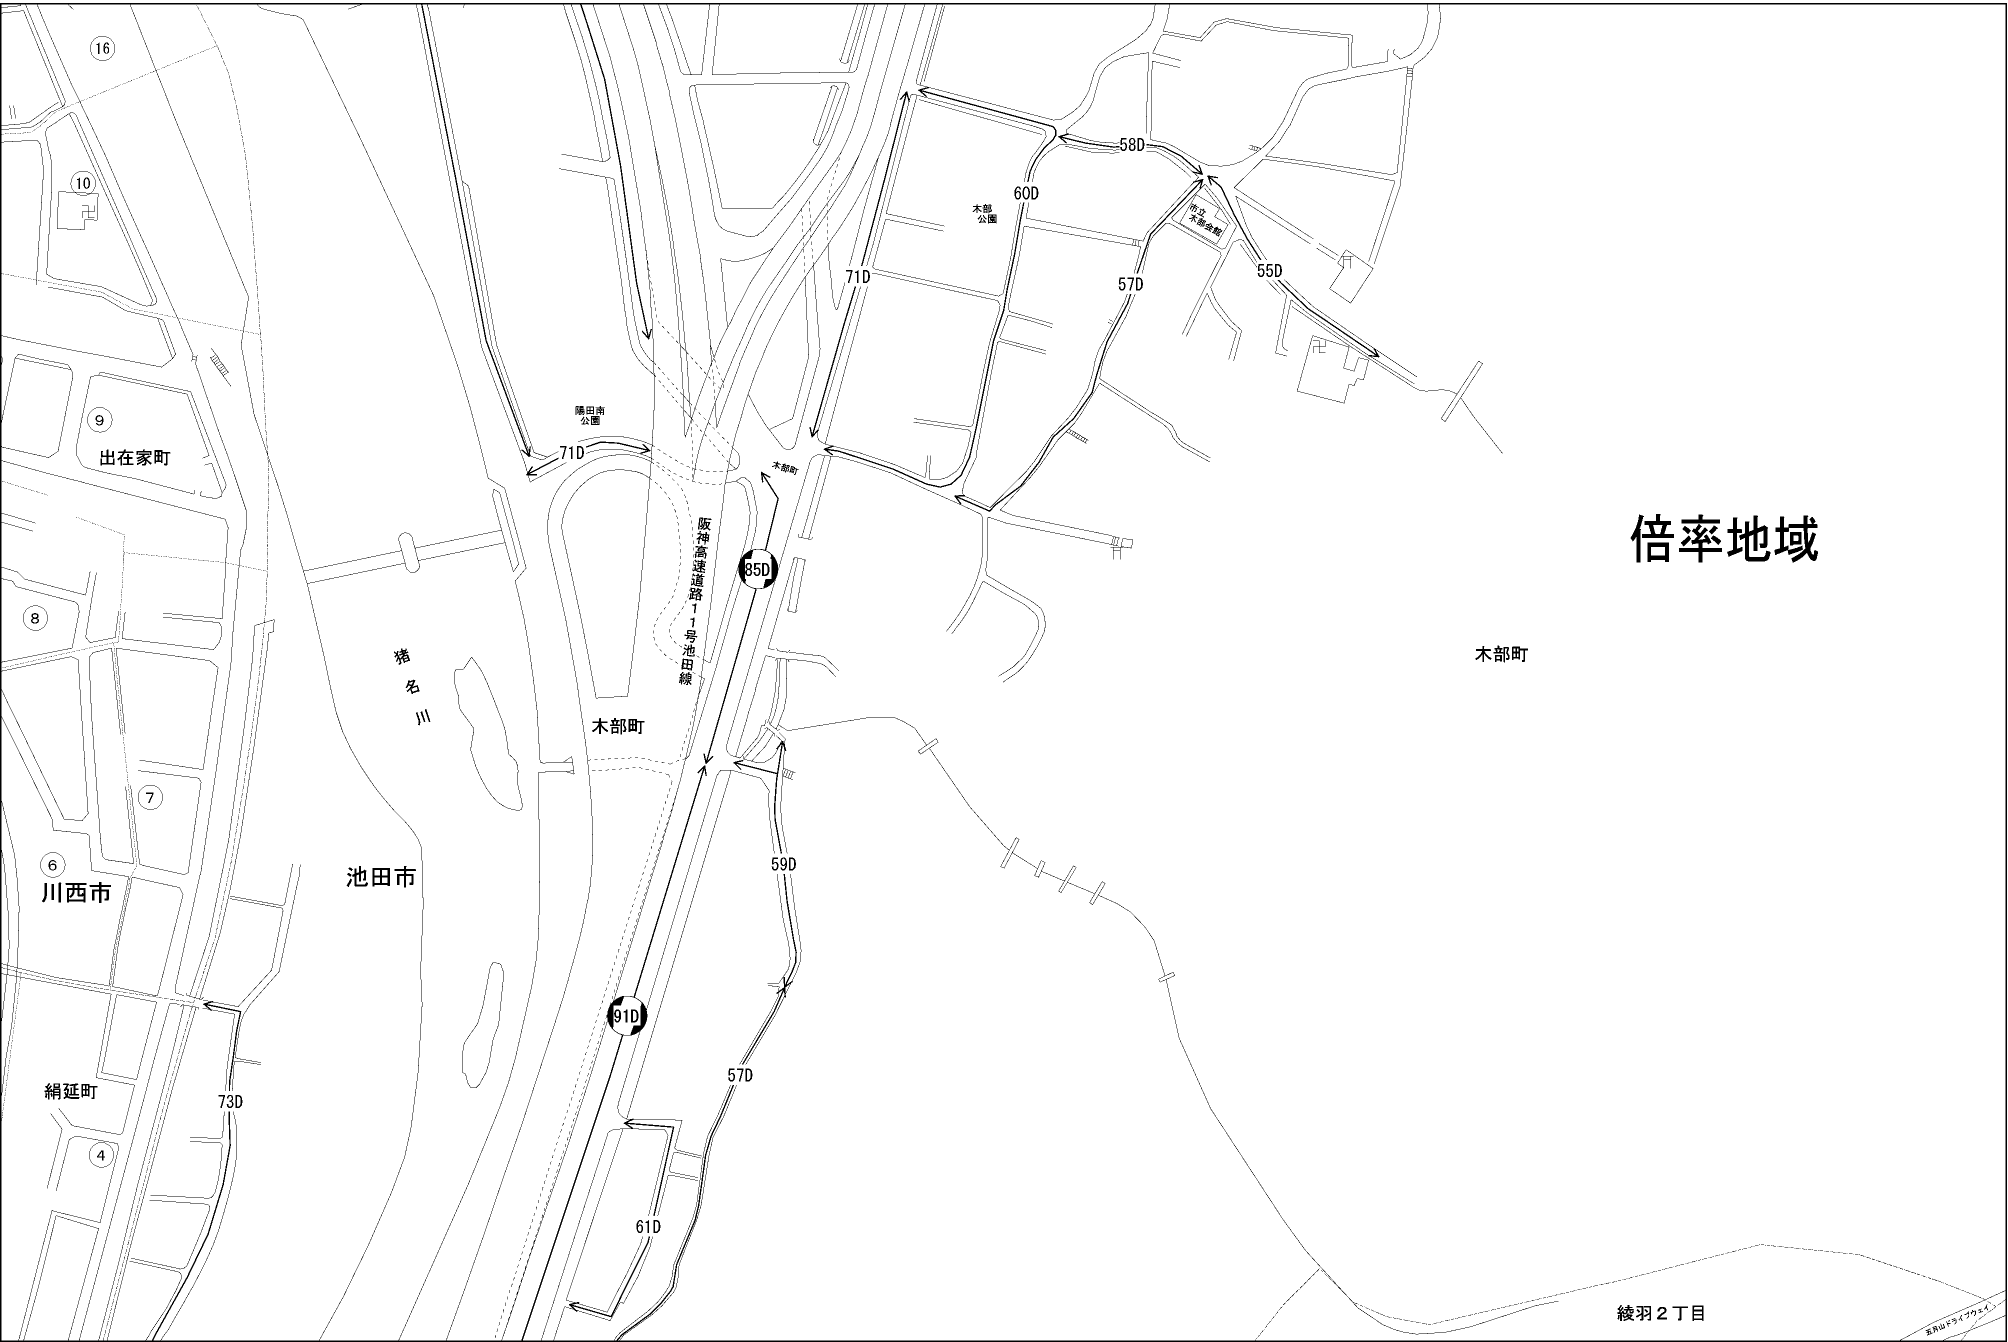 16
10
58D
60D
木部
公園
市立
木部会館
55D
71D
57D
陽田南
公園
9
出在家町
71D
木部町
倍率地域
阪神高速道路11号池田線
85D
8
猪名川
木部町
木部町
7
59D
6
川西市
池田市
91D
57D
絹延町
73D
4
61D
綾羽2丁目
五月山ドライブウェイ